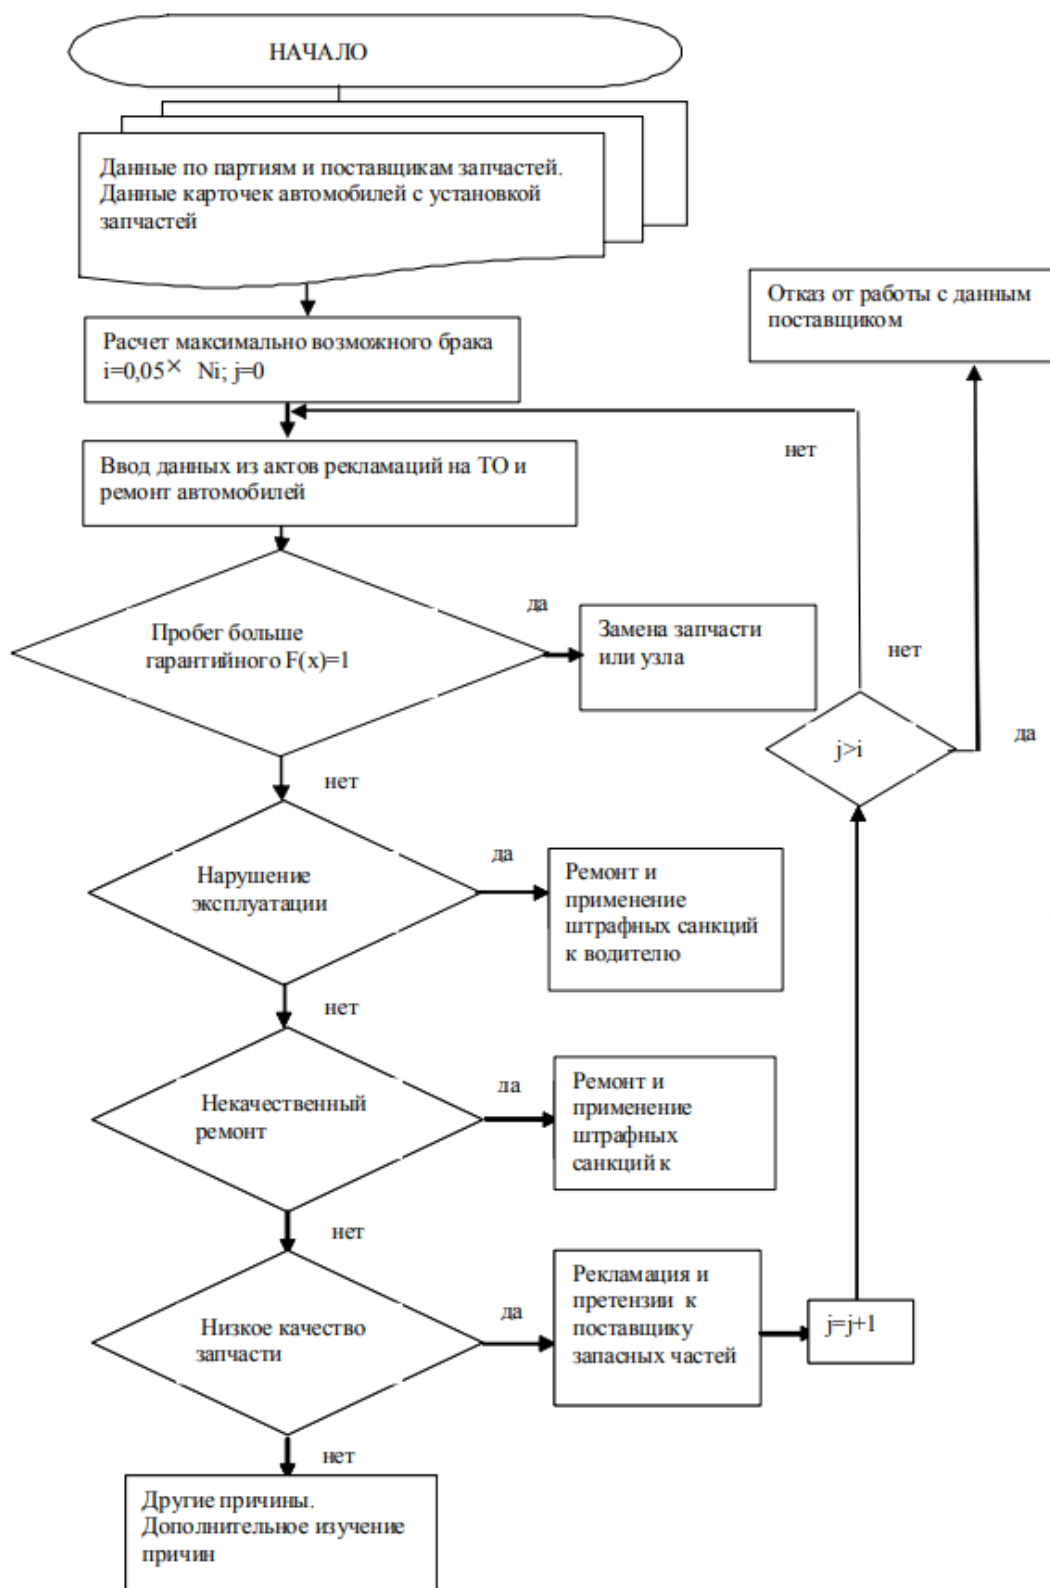 НАЧАЛО
Данные по партиям и поставщикам запчастей.
Данные карточек автомобилей с установкой
запчастей
Отказ от работы с данным
поставщиком
Расчет максимально возможного брака
i=0,05× Ni; j=0
нет
Ввод данных из актов рекламаций на ТО и
ремонт автомобилей
да
Пробег больше
гарантийного F(x)=1
Замена запчасти
или узла
нет
j>i
да
нет
Нарушение
эксплуатации
да
Ремонт и
применение
штрафных санкций
к водителю
нет
Некачественный
ремонт
да
Ремонт и
применение
штрафных
санкций к
нет
Низкое качество
запчасти
да
Рекламация и
претензии к
поставщику
запасных частей
j=j+1
нет
Другие причины.
Дополнительное изучение
причин